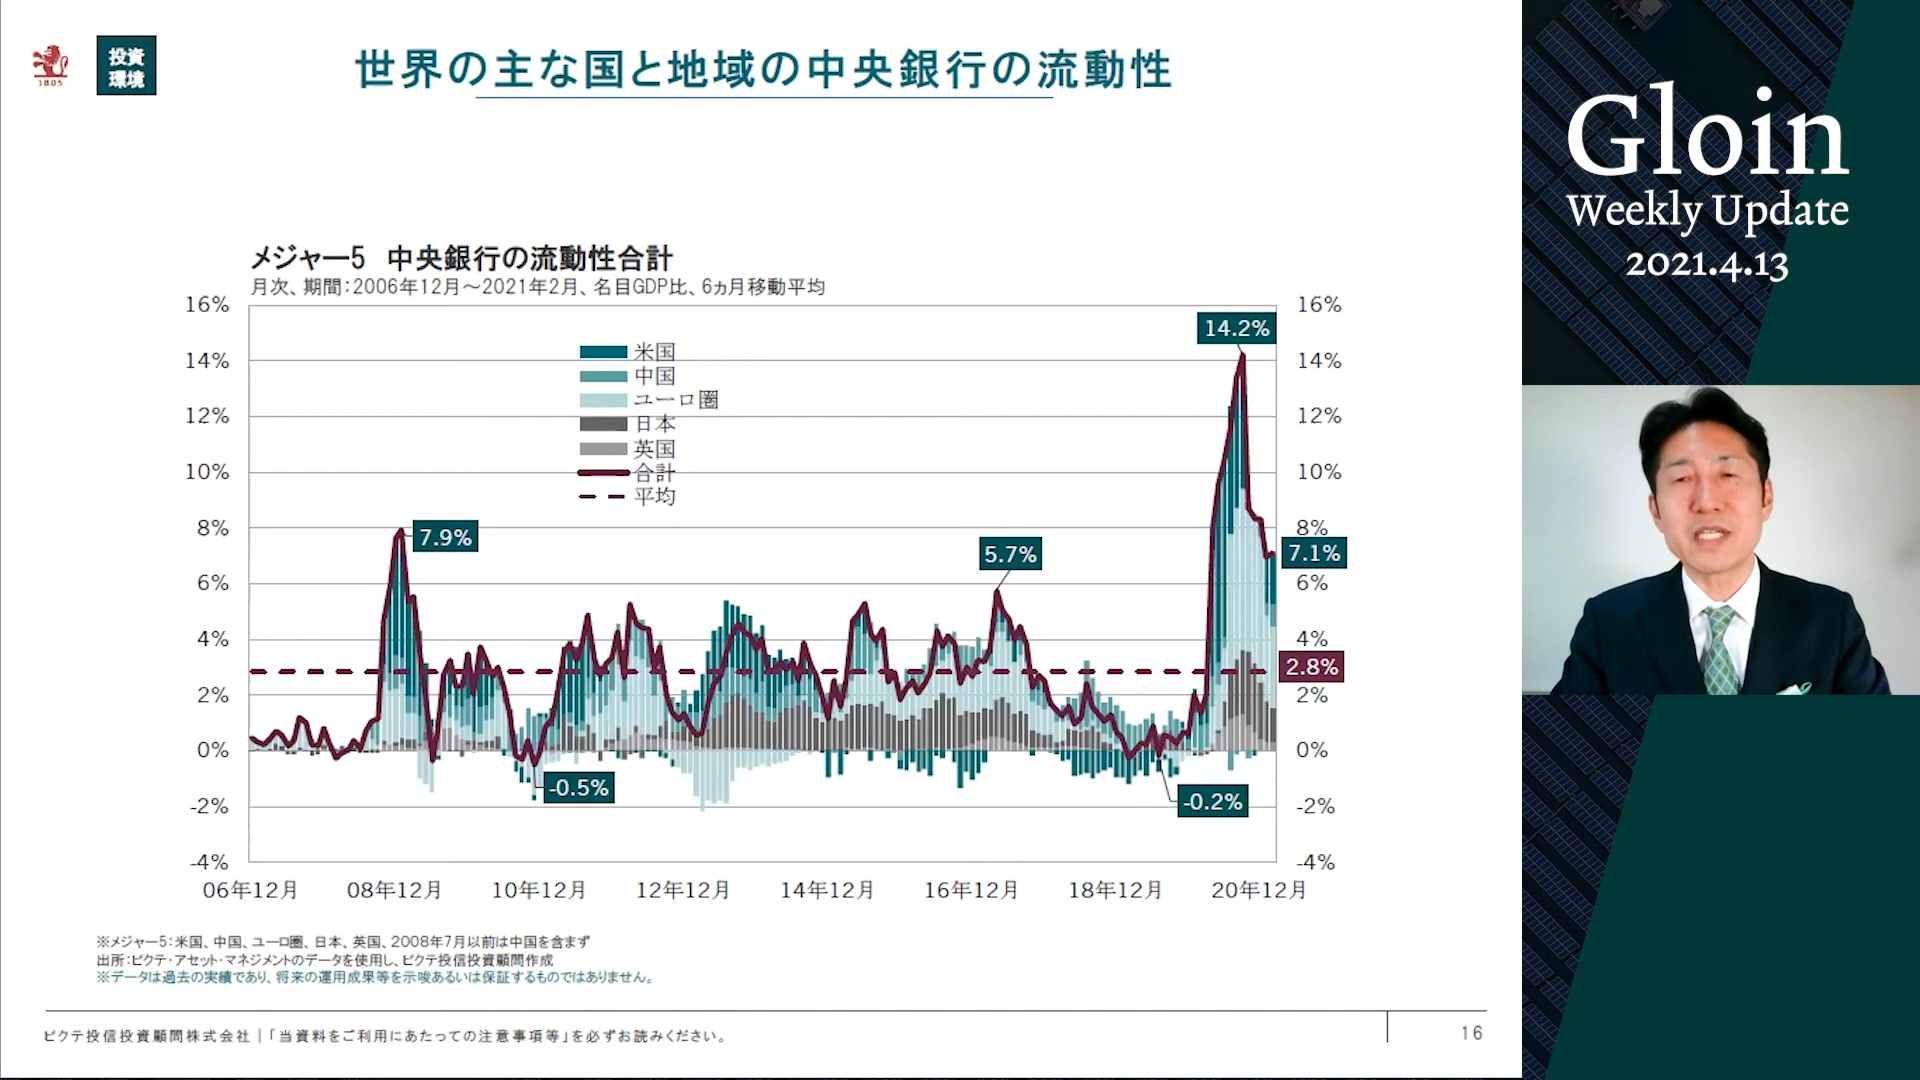 1805
投資
環境
世界の主な国と地域の中央銀行の流動性
メジャー5 中央銀行の流動性合計
月次、期間：2006年12月～2021年2月、名目GDP比、6ヵ月移動平均
16%
14%
12%
10%
8%
6%
4%
2%
0%
-2%
-4%
米国
中国
ユーロ圏
日本
英国
合計
平均
7.9%
-0.5%
5.7%
14.2%
-0.2%
16%
14%
12%
10%
8%
7.1%
6%
4%
2.8%
2%
0%
-2%
-4%
06年12月
08年12月
10年12月
12年12月
14年12月
16年12月
18年12月
20年12月
※メジャー5：米国、中国、ユーロ圏、日本、英国、2008年7月以前は中国を含まず
出所：ピクテ・アセット・マネジメントのデータを使用し、ピクテ投信投資顧問作成
※データは過去の実績であり、将来の運用成果等を示唆あるいは保証するものではありません。
ピクテ投信投資顧問株式会社｜「当資料をご利用にあたっての注意事項等」を必ずお読みください。
16
Gloin
Weekly Update
2021.4.13